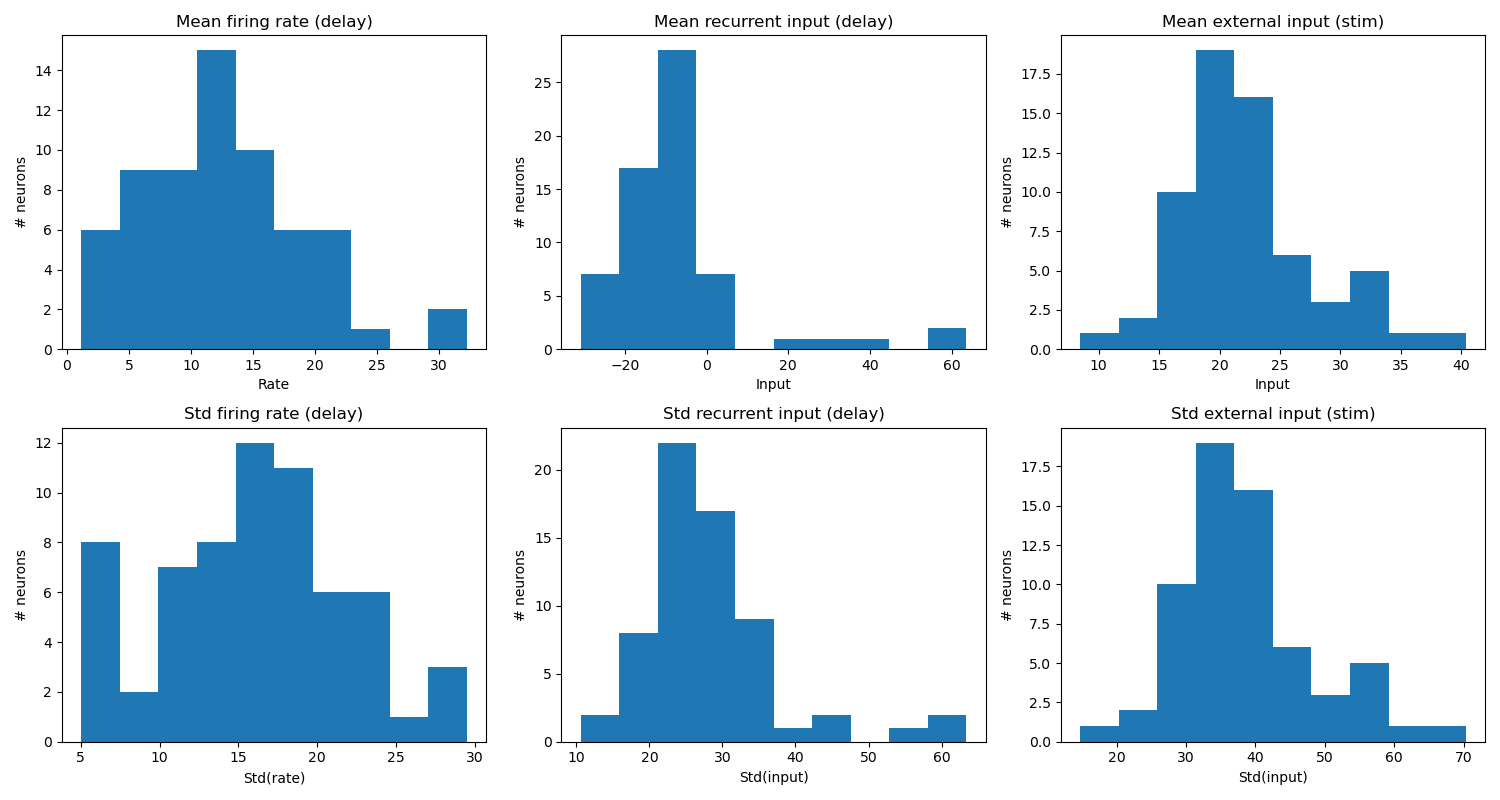 Mean firing rate (delay)
Mean recurrent input (delay)
Mean external input (stim)
# neurons
14
12
10
8
6
4
2
0
0 5 10 15 20 25 30
Rate
# neurons
25
20
15
10
5
0
−20 0 20 40 60
Input
# neurons
17.5
15.0
12.5
10.0
7.5
5.0
2.5
0.0
10 15 20 25 30 35 40
Input
Std firing rate (delay)
Std recurrent input (delay)
Std external input (stim)
# neurons
12
10
8
6
4
2
0
5 10 15 20 25 30
Std(rate)
# neurons
20
15
10
5
0
10 20 30 40 50 60
Std(input)
# neurons
17.5
15.0
12.5
10.0
7.5
5.0
2.5
0.0
20 30 40 50 60 70
Std(input)